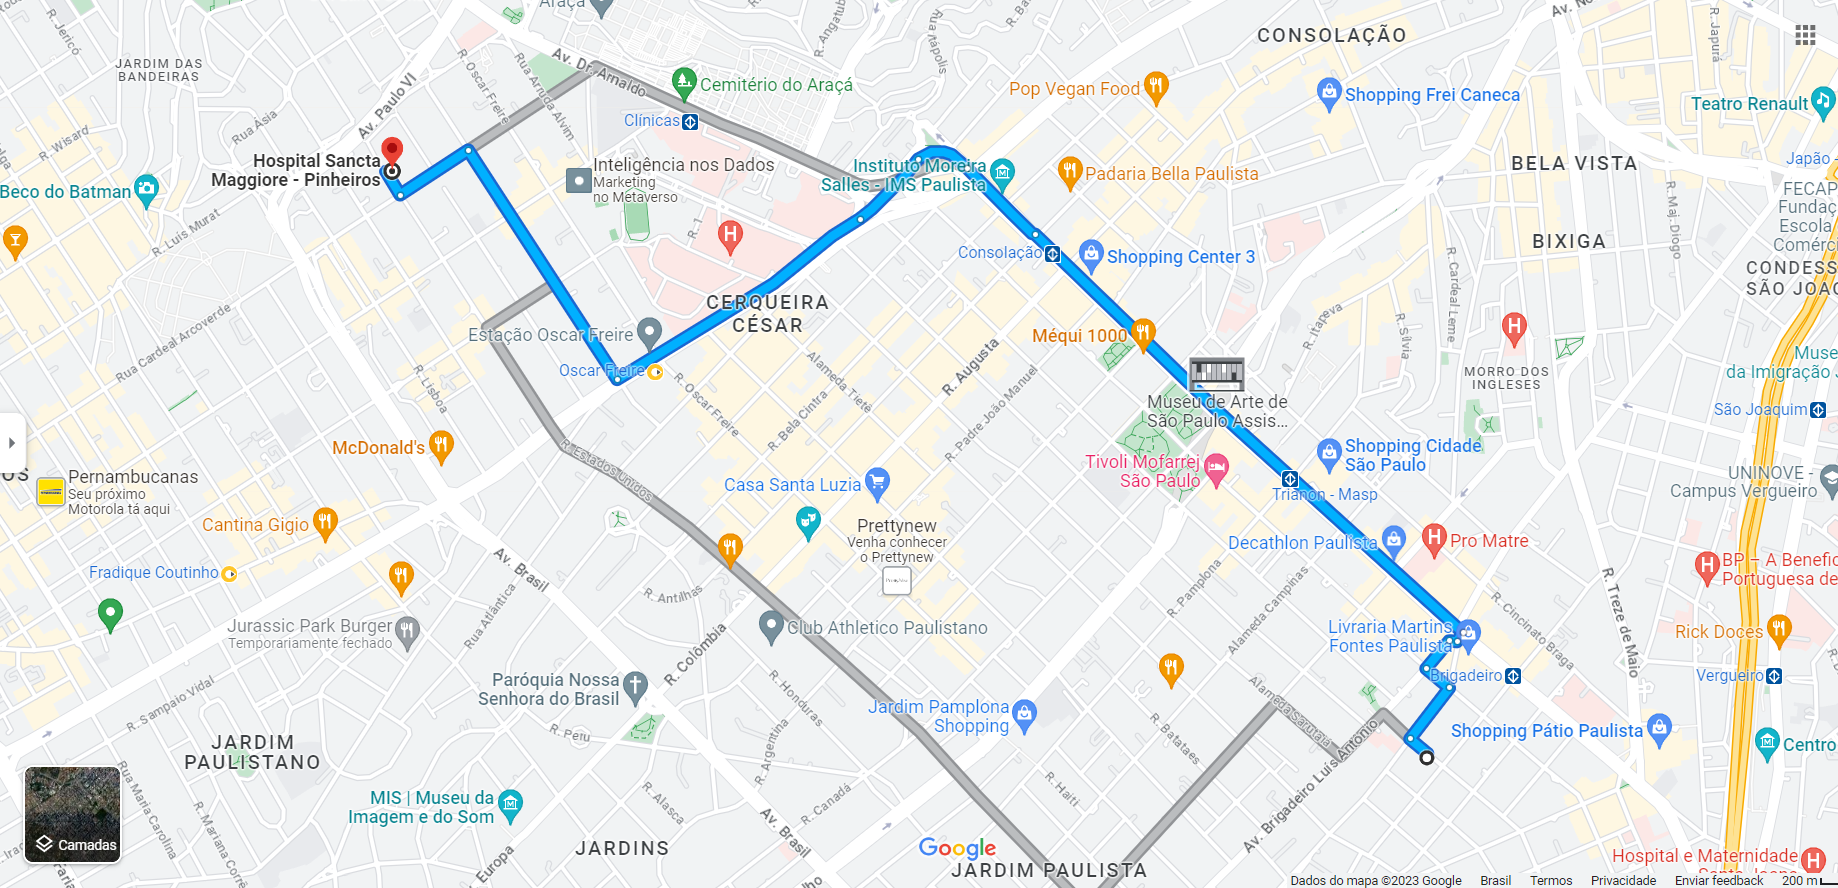 Araçá
R. Jericó
JARDIM DAS
BANDEIRAS
Av. Paulo VI
R. Oscar Freire
Rua Arruda Alvim
Av. Dr. Arnaldo
Cemitério do Araçá
Clínicas
CONSOLAÇÃO
Pop Vegan Food
Shopping Frei Caneca
R. Japurá
Teatro Renault
Japão
R. Wisard
Rua Ásia
Hospital Sancta
Maggiore - Pinheiros
Beco do Batman
R. Luis Murat
Inteligência nos Dados
Marketing
no Metaverso
R. 1
Instituto Moreira
Salles - IMS Paulista
Padaria Bella Paulista
BELA VISTA
FECAP
Fundaç
Escola
Comérci
R. Maj. Diogo
BIXIGA
Consolação
Shopping Center 3
R. Cardeal Leme
CONDESS
SÃO JOAQ
CERQUEIRA
CÉSAR
Estação Oscar Freire
Oscar Freire
Rua Cardeal Arcoverde
Méqui 1000
R. Itapeva
R. Sílvia
MORRO DOS
INGLESES
Muse
da Imigração J
São Joaquim
Museu de Arte de
São Paulo Assis...
R. Augusta
Alameda Tietê
R. Oscar Freire
R. Bela Cintra
R. Padre João Manuel
R. Lisboa
McDonald's
R. Estados Unidos
Casa Santa Luzia
Tivoli Mofarrej
São Paulo
Shopping Cidade
São Paulo
Trianon - Masp
UNINOVE -
Campus Vergueiro
OS
Pernambucanas
Seu próximo
Motorola tá aqui
Cantina Gigio
Fradique Coutinho
Prettynew
Venha conhecer
o Prettynew
Decathlon Paulista
Pro Matre
BP – A Benefic
Portuguesa de
Av. Brasil
R. Antilhas
Rua Atlântica
Jurassic Park Burger
Temporariamente fechado
Club Athletico Paulistano
R. Pamplona
Alameda Campinas
R. Cincinato Braga
R. Treze de Maio
Livraria Martins
Fontes Paulista
Rick Doces
Brigadeiro
Vergueiro
R. Colômbia
Paróquia Nossa
Senhora do Brasil
R. Sampaio Vidal
R. Honduras
Jardim Pamplona
Shopping
Alameda Sarutaiá
R. Batataes
Av. Brigadeiro Luís Antônio
Shopping Pátio Paulista
Centro
JARDIM
PAULISTANO
R. Peru
R. Argentina
R. Canadá
R. Haiti
R. Alasca
MIS | Museu da
Imagem e do Som
Rua Maria Carolina
R. Mariana Correia
Camadas
R. Europa
Av. Brasil
JARDINS
Google
JARDIM PAULISTA
Hospital e Maternidade
Santa Joana
Dados do mapa ©2023 Google
Brasil
Termos
Privacidade
Enviar feedback
200 m